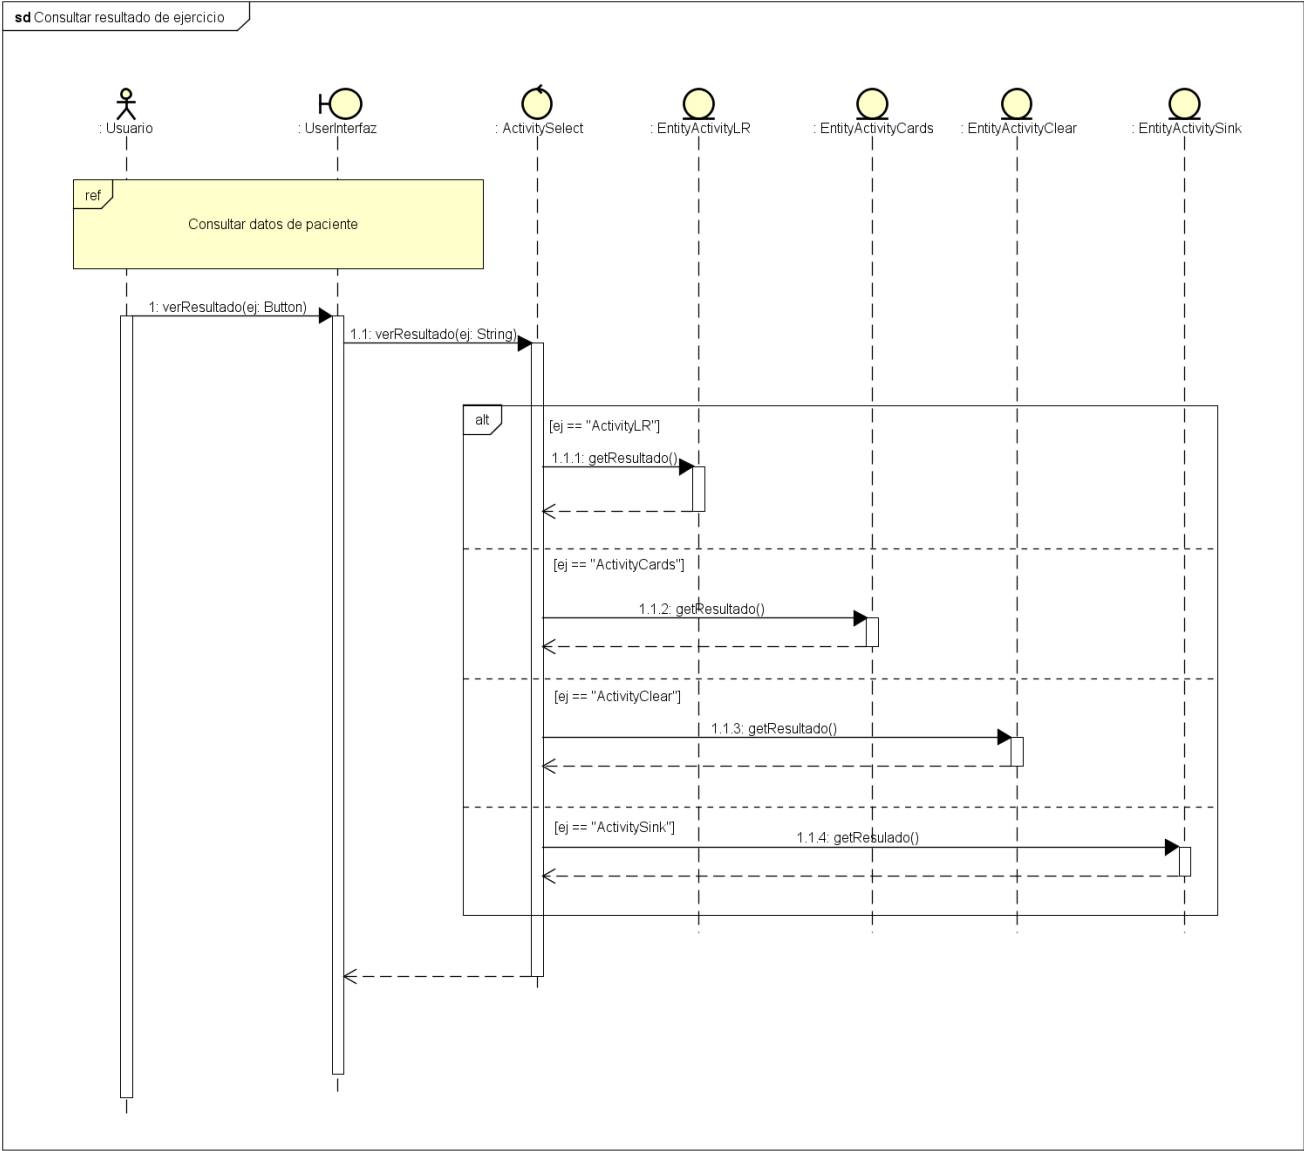 sd Consultar resultado de ejercicio
: Usuario
: UserInterfaz
: ActivitySelect
: EntityActivityLR
: EntityActivityCards
: EntityActivityClear
: EntityActivitySink
ref
Consultar datos de paciente
1: verResultado(ej: Button)
1.1: verResultado(ej: String)
alt
[ej == "ActivityLR"]
1.1.1: getResultado()
[ej == "ActivityCards"]
1.1.2: getResultado()
[ej == "ActivityClear"]
1.1.3: getResultado()
[ej == "ActivitySink"]
1.1.4: getResulado()